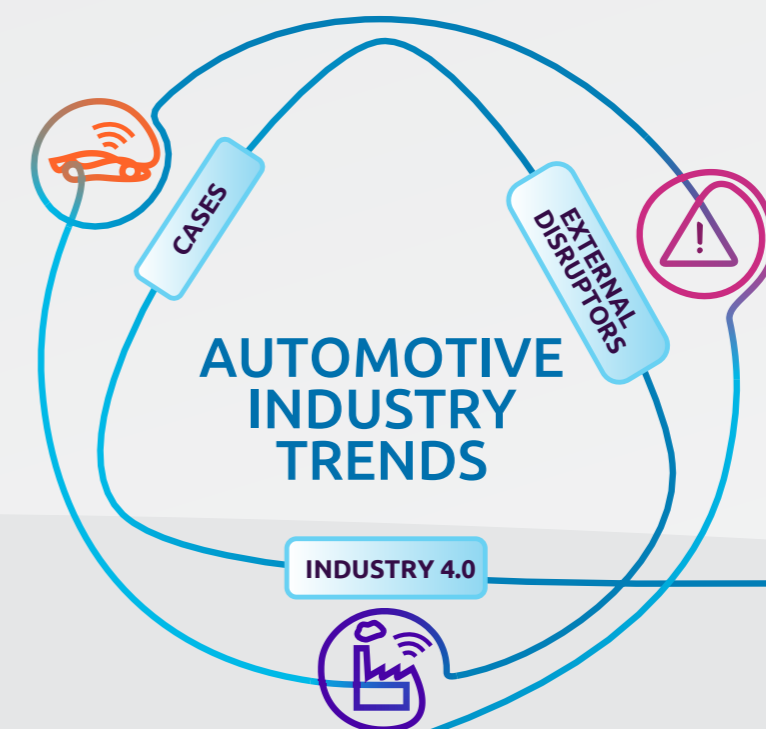 CASES
EXTERNAL
DISRUPTORS
AUTOMOTIVE
INDUSTRY
TRENDS
INDUSTRY 4.0
!